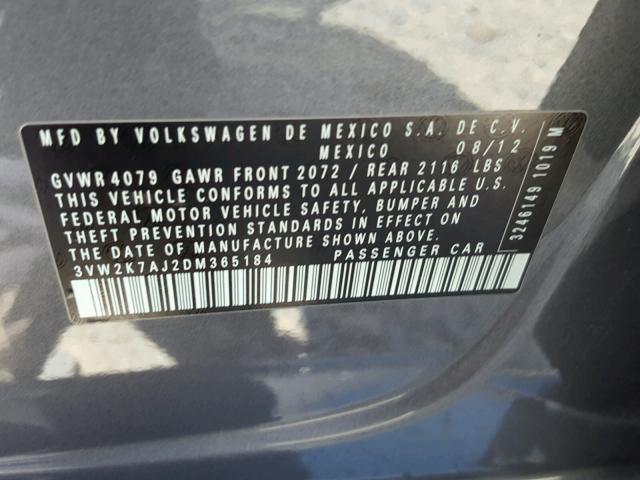 MFD BY VOLKSWAGEN DE MEXICO S.A. DE C.V.
MEXICO 08/12
GVWR 4079 GAWR FRONT 2072 / REAR 2116 LBS
THIS VEHICLE CONFORMS TO ALL APPLICABLE U.S.
FEDERAL MOTOR VEHICLE SAFETY, BUMPER AND
THEFT PREVENTION STANDARDS IN EFFECT ON
THE DATE OF MANUFACTURE SHOWN ABOVE.
3VW2K7AJ2DM365184 PASSENGER CAR
3246149 1019 M